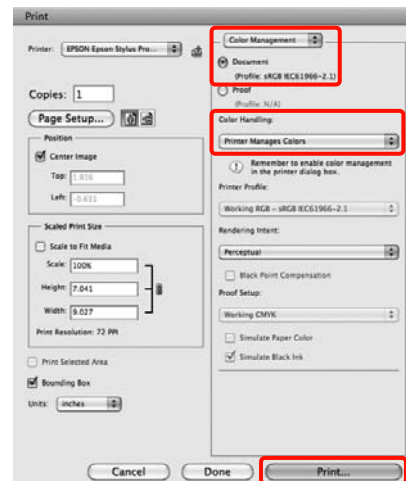 Print
Printer: EPSON Epson Stylus Pro...
Copies: 1
Page Setup...
Position
Center Image
Top: 1.016
Left: -0.631
Scaled Print Size
Scale to Fit Media
Scale: 100%
Height: 7.041
Width: 9.027
Print Resolution: 72 PPI
Print Selected Area
Bounding Box
Units: inches
Color Management
Document
(Profile: sRGB IEC61966-2.1)
Proof
(Profile: N/A)
Color Handling:
Printer Manages Colors
Remember to enable color management
in the printer dialog box.
Printer Profile:
Working RGB - sRGB IEC61966-2.1
Rendering Intent:
Perceptual
Black Point Compensation
Proof Setup:
Working CMYK
Simulate Paper Color
Simulate Black Ink
Cancel
Done
Print...